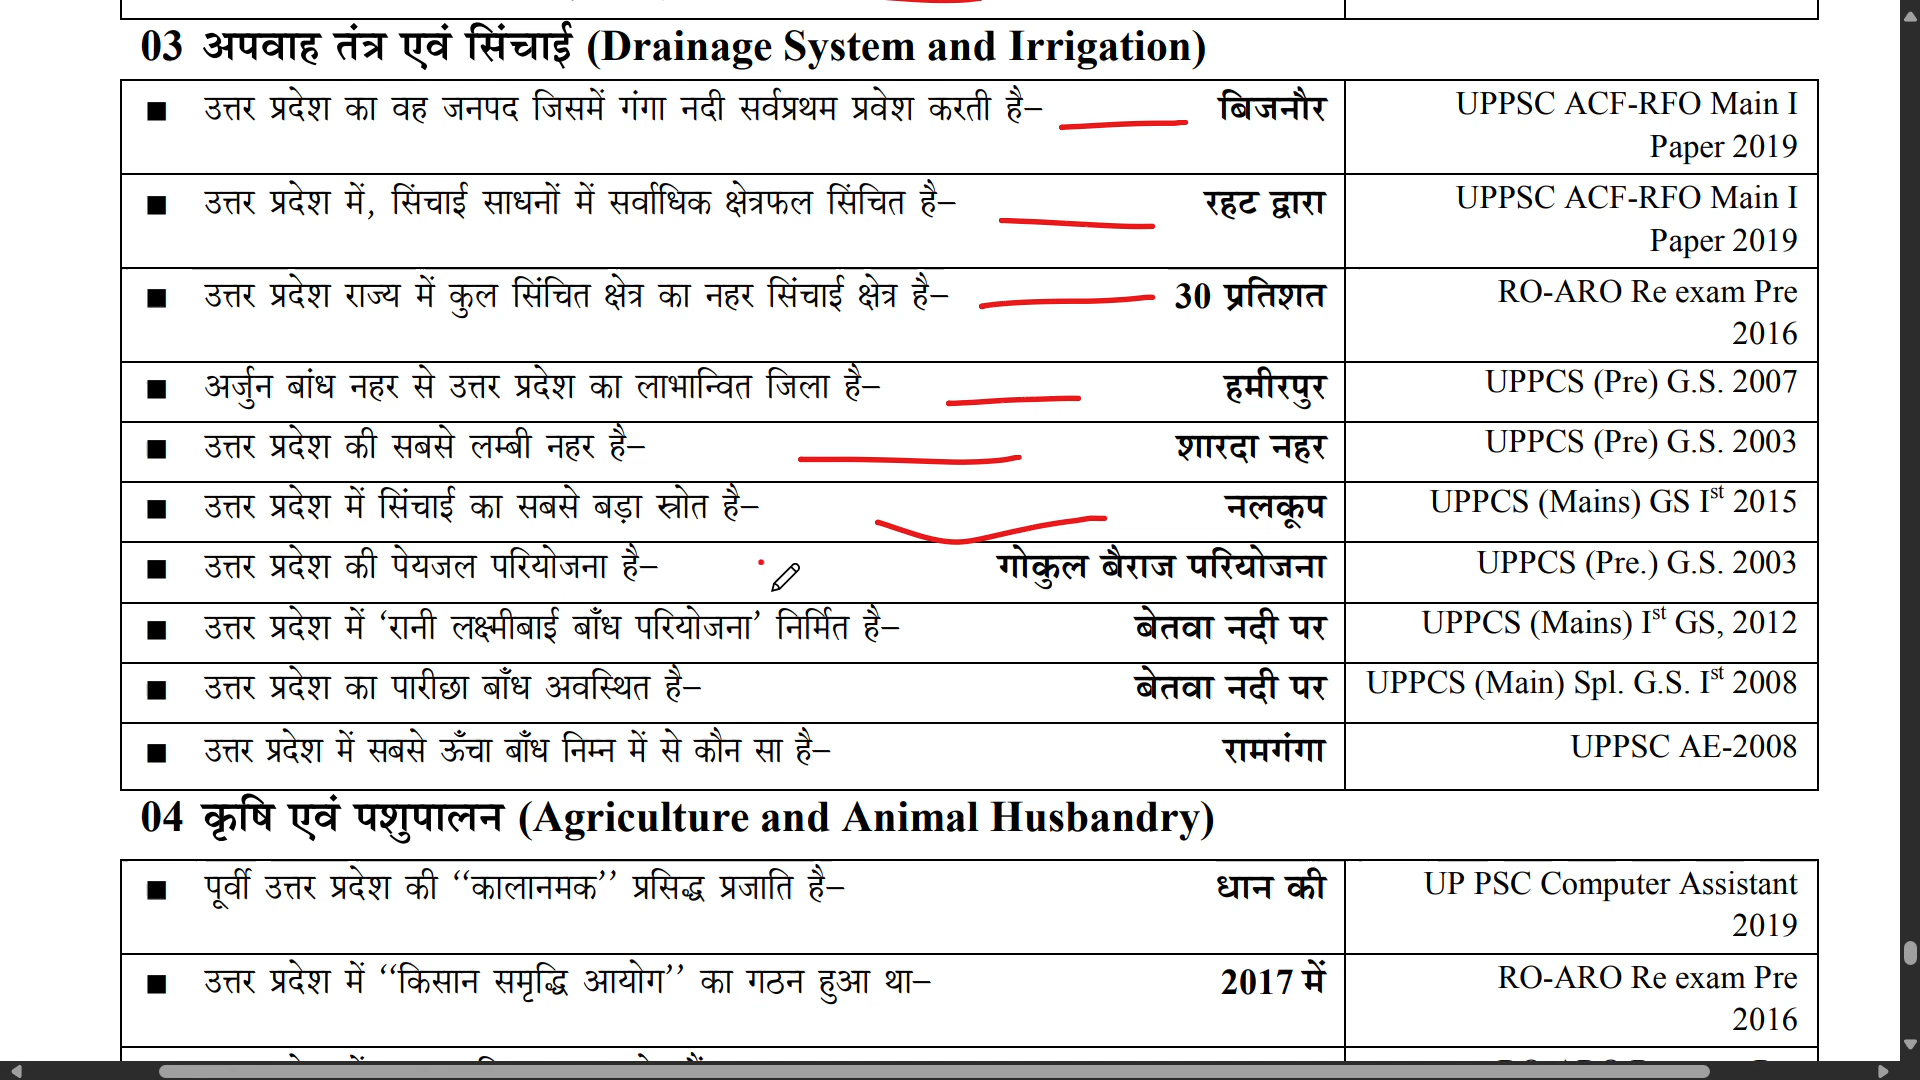 03 अपवाह तंत्र एवं सिंचाई (Drainage System and Irrigation)
■ उत्तर प्रदेश का वह जनपद जिसमें गंगा नदी सर्वप्रथम प्रवेश करती है– बिजनौर UPPSC ACF-RFO Main I
Paper 2019
■ उत्तर प्रदेश में, सिंचाई साधनों में सर्वाधिक क्षेत्रफल सिंचित है– रहट द्वारा UPPSC ACF-RFO Main I
Paper 2019
■ उत्तर प्रदेश राज्य में कुल सिंचित क्षेत्र का नहर सिंचाई क्षेत्र है– 30 प्रतिशत RO-ARO Re exam Pre
2016
■ अर्जुन बांध नहर से उत्तर प्रदेश का लाभान्वित जिला है– हमीरपुर UPPCS (Pre) G.S. 2007
■ उत्तर प्रदेश की सबसे लम्बी नहर है– शारदा नहर UPPCS (Pre) G.S. 2003
■ उत्तर प्रदेश में सिंचाई का सबसे बड़ा स्रोत है– नलकूप UPPCS (Mains) GS Ist 2015
■ उत्तर प्रदेश की पेयजल परियोजना है– गोकुल बैराज परियोजना UPPCS (Pre.) G.S. 2003
■ उत्तर प्रदेश में ‘रानी लक्ष्मीबाई बाँध परियोजना’ निर्मित है– बेतवा नदी पर UPPCS (Mains) Ist GS, 2012
■ उत्तर प्रदेश का पारीछा बाँध अवस्थित है– बेतवा नदी पर UPPCS (Main) Spl. G.S. Ist 2008
■ उत्तर प्रदेश में सबसे ऊँचा बाँध निम्न में से कौन सा है– रामगंगा UPPSC AE-2008
04 कृषि एवं पशुपालन (Agriculture and Animal Husbandry)
■ पूर्वी उत्तर प्रदेश की ‘‘कालानमक’’ प्रसिद्ध प्रजाति है– धान की UP PSC Computer Assistant
2019
■ उत्तर प्रदेश में ‘‘किसान समृद्धि आयोग’’ का गठन हुआ था– 2017 में RO-ARO Re exam Pre
2016